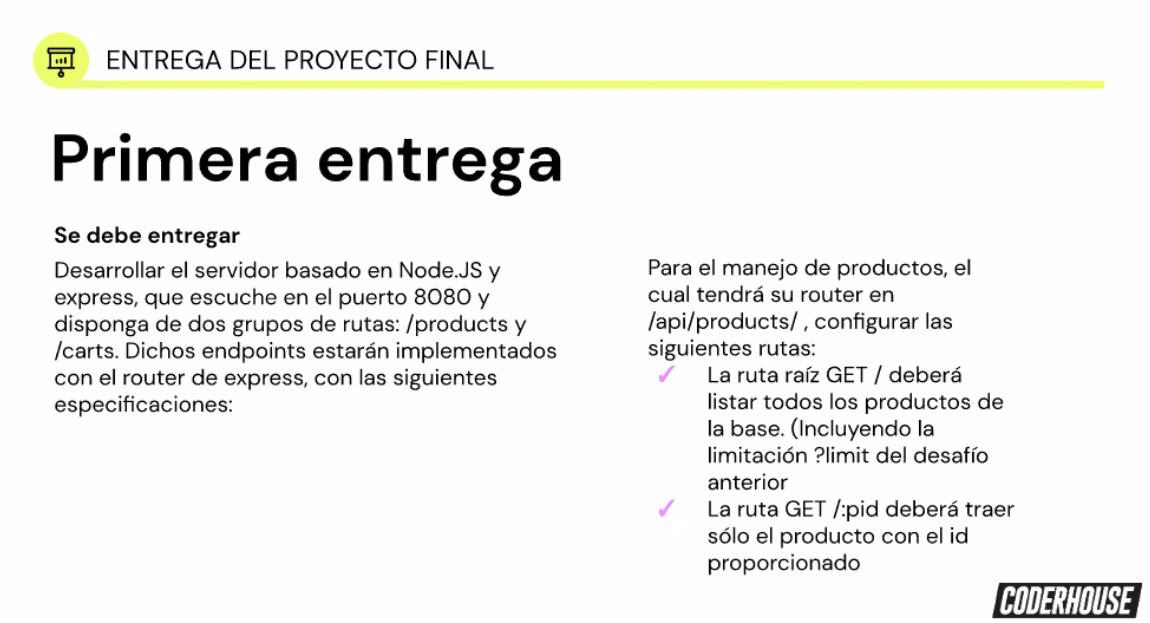 ENTREGA DEL PROYECTO FINAL
Primera entrega
Se debe entregar
Desarrollar el servidor basado en Node.JS y
express, que escuche en el puerto 8080 y
disponga de dos grupos de rutas: /products y
/carts. Dichos endpoints estarán implementados
con el router de express, con las siguientes
especificaciones:
Para el manejo de productos, el
cual tendrá su router en
/api/products/ , configurar las
siguientes rutas:
✓ La ruta raíz GET / deberá
listar todos los productos de
la base. (Incluyendo la
limitación ?limit del desafío
anterior
✓ La ruta GET /:pid deberá traer
sólo el producto con el id
proporcionado
CODERHOUSE